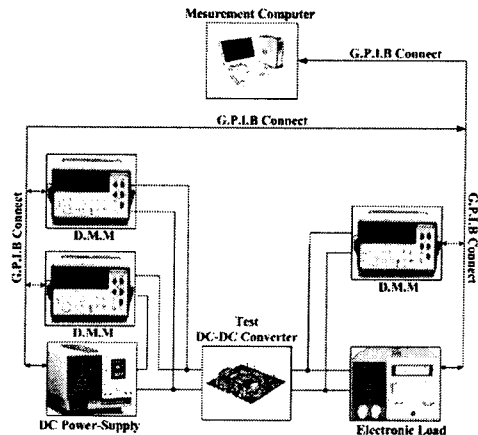 Mesurement Computer
G.P.I.B Connect
G.P.I.B Connect
G.P.I.B Connect
D.M.M
G.P.I.B Connect
D.M.M
D.M.M
Test
DC-DC Converter
DC Power-Supply
Electronic Load